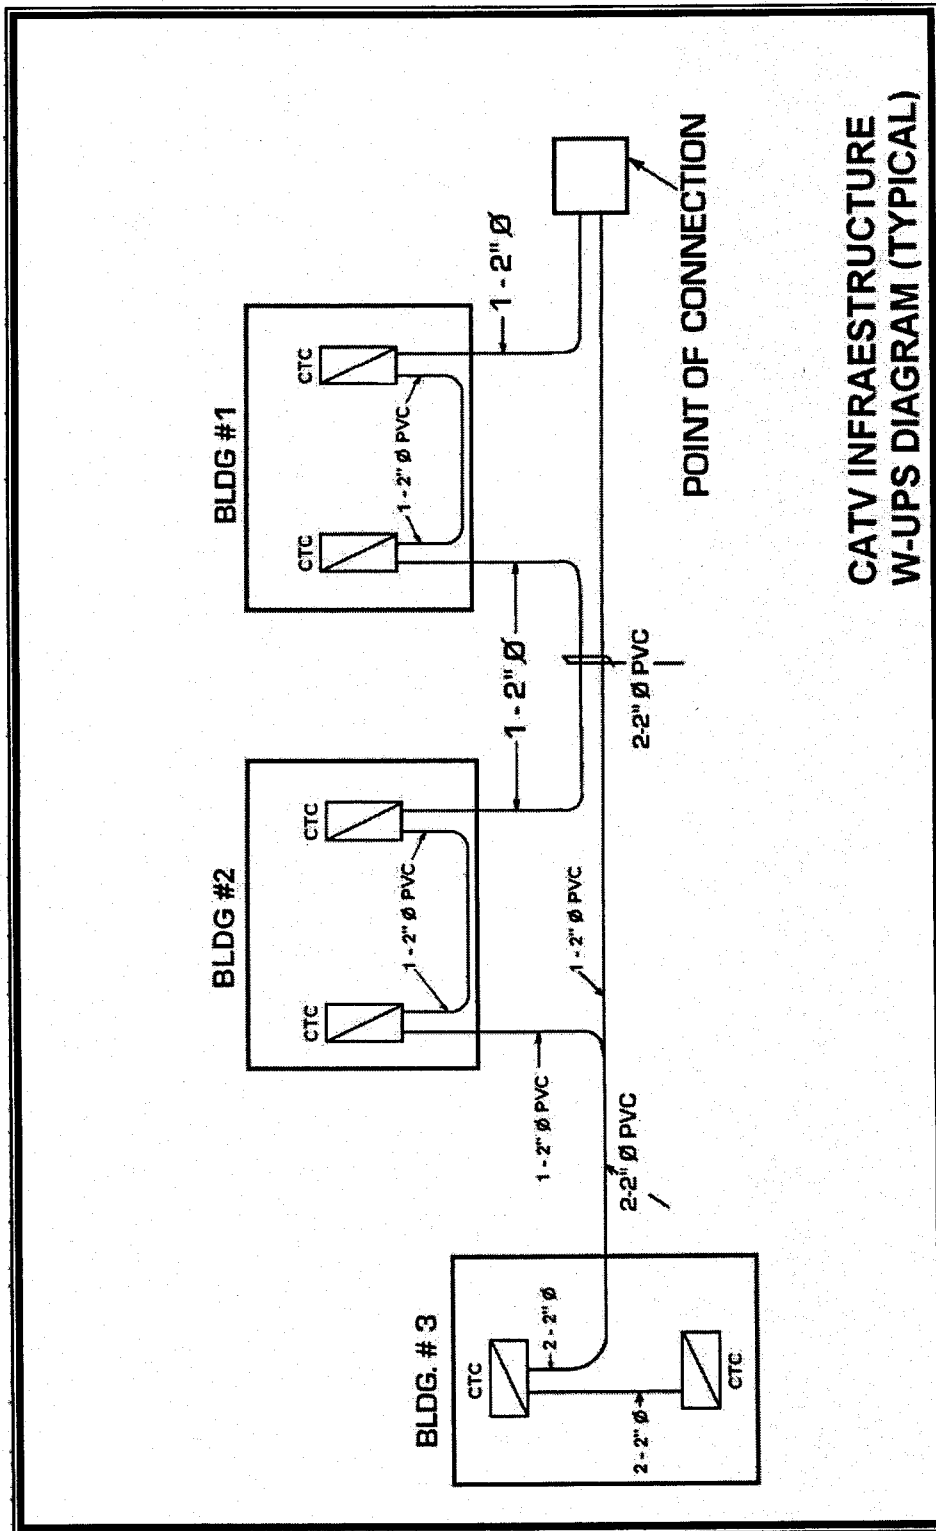 BLDG. # 3
CTC
2 - 2" Ø
2 - 2" Ø
CTC
BLDG #2
CTC
CTC
1 - 2" Ø PVC
1 - 2" Ø PVC
2-2" Ø PVC
1 - 2" Ø PVC
BLDG #1
CTC
CTC
1 - 2" Ø PVC
1 - 2" Ø
1 - 2" Ø
2-2" Ø PVC
POINT OF CONNECTION
CATV INFRAESTRUCTURE
W-UPS DIAGRAM (TYPICAL)